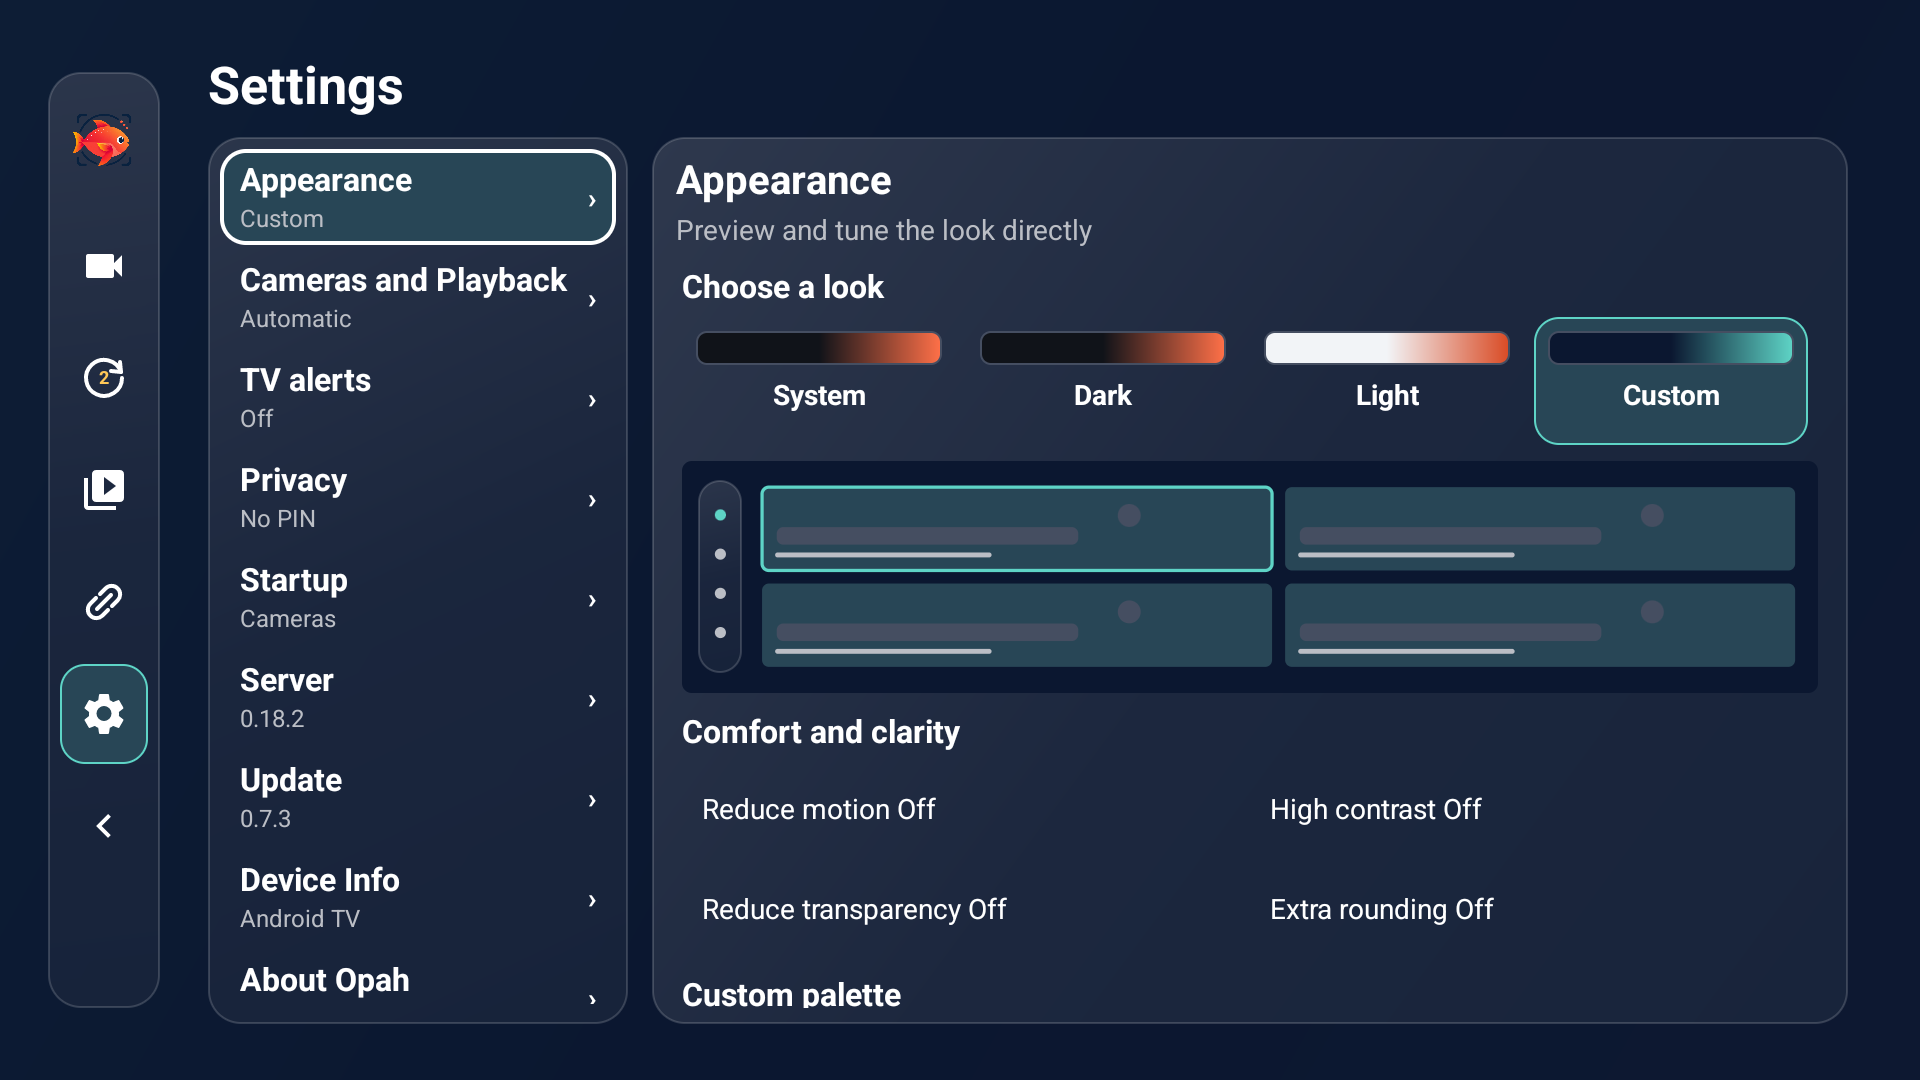 Settings
2
Appearance
Custom
Cameras and Playback
Automatic
TV alerts
Off
Privacy
No PIN
Startup
Cameras
Server
0.18.2
Update
0.7.3
Device Info
Android TV
About Opah
Appearance
Preview and tune the look directly
Choose a look
System
Dark
Light
Custom
Comfort and clarity
Reduce motion Off
High contrast Off
Reduce transparency Off
Extra rounding Off
Custom palette